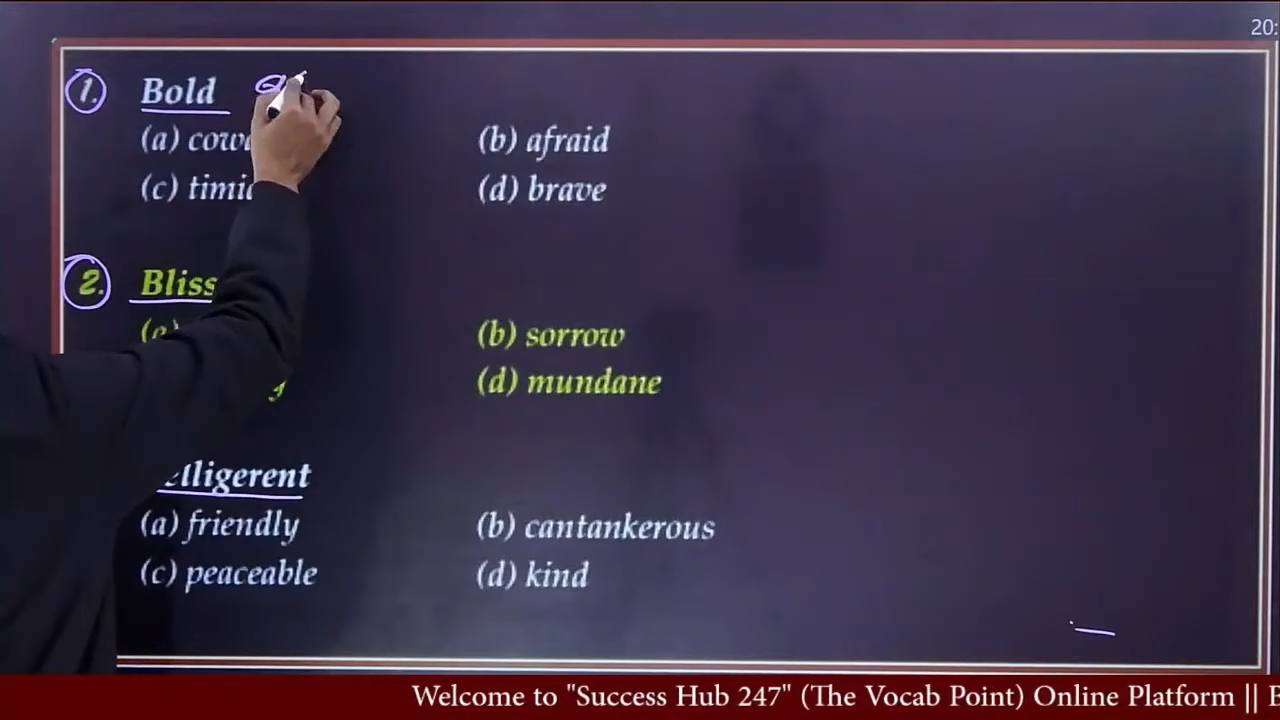 20:
1. Bold
(a) (b) afraid
(c) (d) brave
2. Bliss
(b) sorrow
(d) mundane
elligerent
(a) friendly (b) cantankerous
(c) peaceable (d) kind
Welcome to "Success Hub 247" (The Vocab Point) Online Platform || E